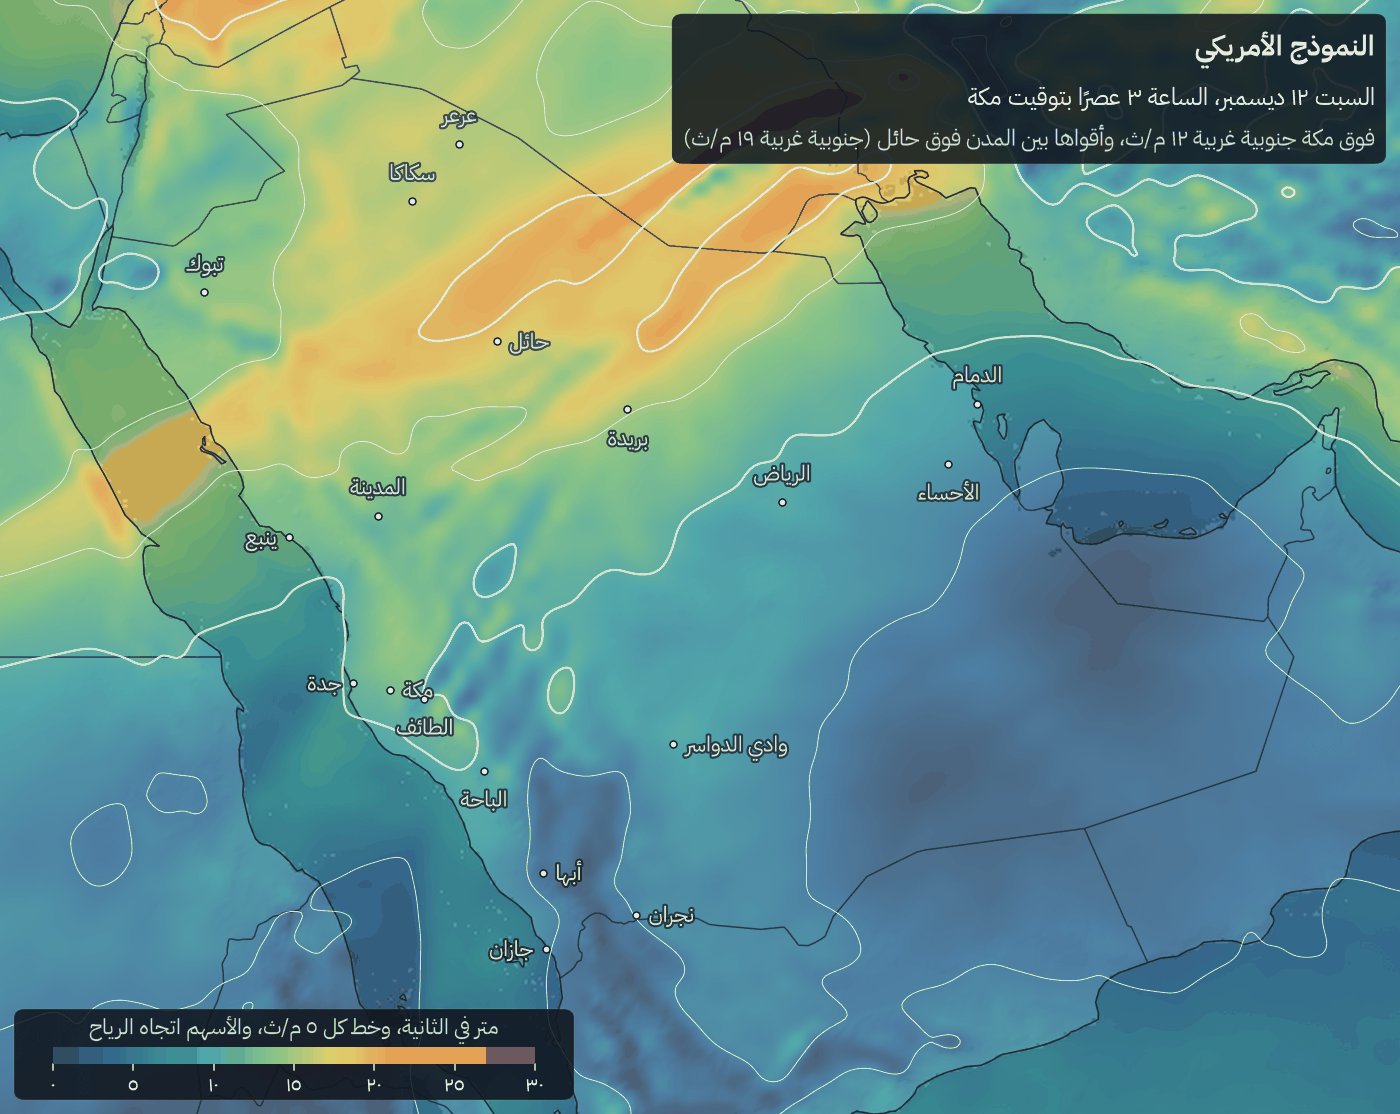 النموذج الأمريكي
السبت ١٢ ديسمبر، الساعة ٣ عصرًا بتوقيت مكة
فوق مكة جنوبية غربية ١٢ م/ث، وأقواها بين المدن فوق حائل (جنوبية غربية ١٩ م/ث)
عرعر
سكاكا
تبوك
حائل
الدمام
بريدة
الرياض
الأحساء
المدينة
ينبع
جدة
مكة
الطائف
وادي الدواسر
الباحة
أبها
نجران
جازان
متر في الثانية، وخط كل ٥ م/ث، والأسهم اتجاه الرياح
٠ ٥ ١٠ ١٥ ٢٠ ٢٥ ٣٠